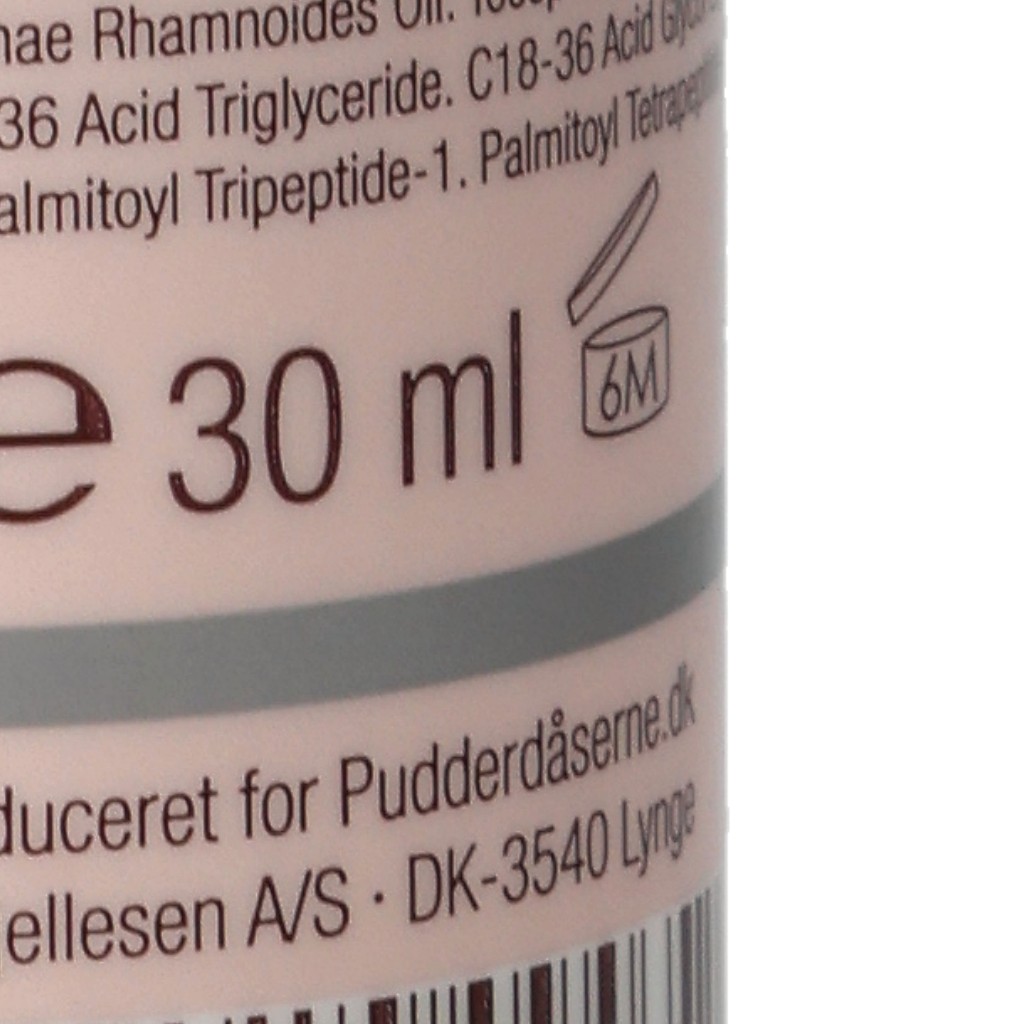 Rhamnoides Oil.
36 Acid Triglyceride. C18-36 Acid
almitoyl Tripeptide-1. Palmitoyl
e 30 ml 6M
duceret for Pudderdåserne.dk
ellesen A/S · DK-3540 Lynge